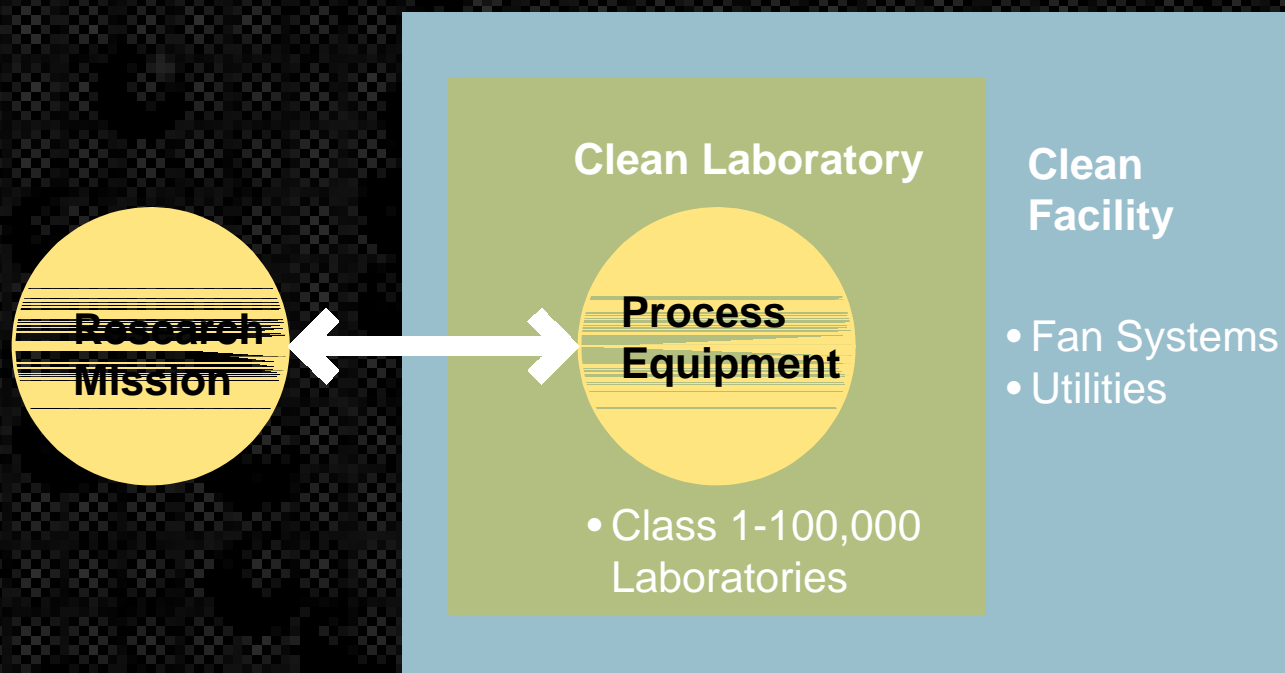 Clean Laboratory
Clean
Facility
Research
Mission
Process
Equipment
• Fan Systems
• Utilities
• Class 1-100,000
Laboratories